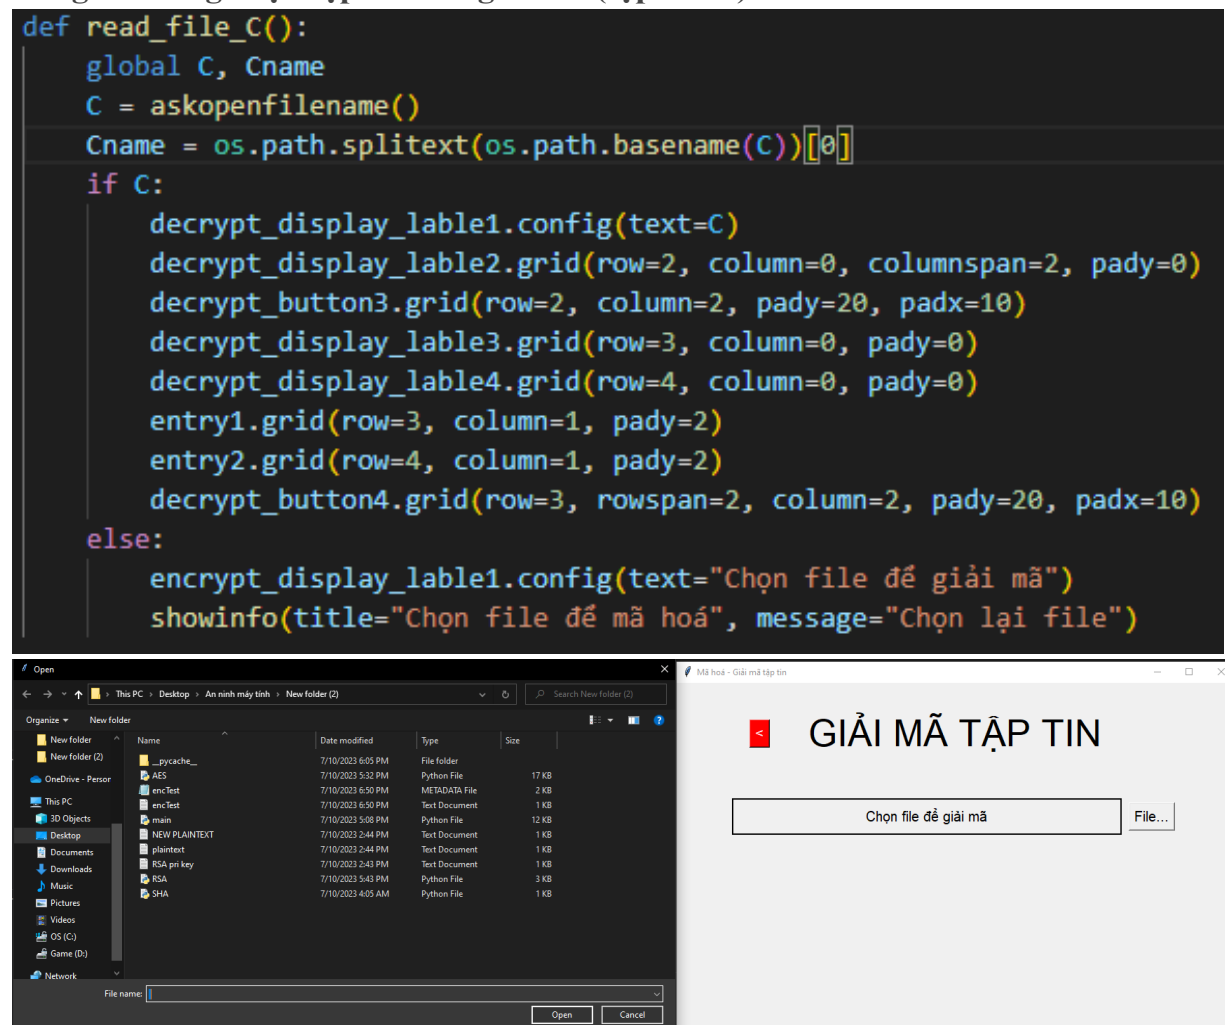 def read_file_C():
    global C, Cname
    C = askopenfilename()
    Cname = os.path.splitext(os.path.basename(C))[0]
    if C:
        decrypt_display_lable1.config(text=C)
        decrypt_display_lable2.grid(row=2, column=0, columnspan=2, pady=0)
        decrypt_button3.grid(row=2, column=2, pady=20, padx=10)
        decrypt_display_lable3.grid(row=3, column=0, pady=0)
        decrypt_display_lable4.grid(row=4, column=0, pady=0)
        entry1.grid(row=3, column=1, pady=2)
        entry2.grid(row=4, column=1, pady=2)
        decrypt_button4.grid(row=3, rowspan=2, column=2, pady=20, padx=10)
    else:
        encrypt_display_lable1.config(text="Chọn file để giải mã")
        showinfo(title="Chọn file để mã hoá", message="Chọn lại file")
Open
This PC › Desktop › An ninh máy tính › New folder (2)
Search New folder (2)
Organize
New folder
New folder
New folder (2)
OneDrive - Person
This PC
3D Objects
Desktop
Documents
Downloads
Music
Pictures
Videos
OS (C:)
Game (D:)
Network
Name Date modified Type Size
__pycache__ 7/10/2023 6:05 PM File folder
AES 7/10/2023 5:32 PM Python File 17 KB
encTest 7/10/2023 6:50 PM METADATA File 2 KB
encTest 7/10/2023 6:50 PM Text Document 1 KB
main 7/10/2023 5:08 PM Python File 12 KB
NEW PLAINTEXT 7/10/2023 2:44 PM Text Document 1 KB
plaintext 7/10/2023 2:44 PM Text Document 1 KB
RSA pri key 7/10/2023 2:43 PM Text Document 1 KB
RSA 7/10/2023 5:43 PM Python File 3 KB
SHA 7/10/2023 4:05 AM Python File 1 KB
File name:
Open
Cancel
Mã hoá - Giải mã tập tin
<
GIẢI MÃ TẬP TIN
Chọn file để giải mã
File...